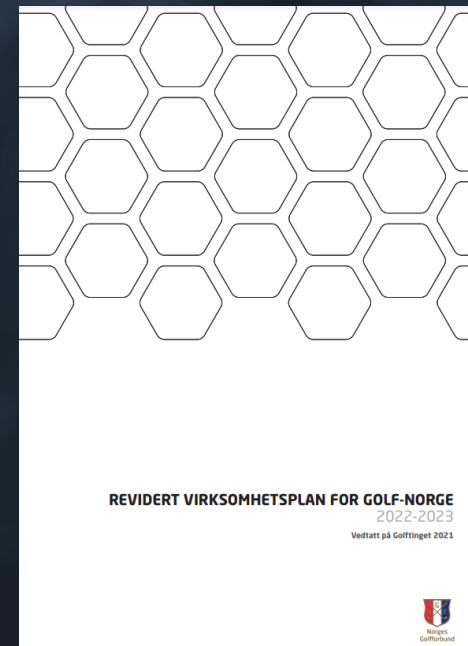 REVIDERT VIRKSOMHETSPLAN FOR GOLF-NORGE
2022-2023
Vedtatt på Golftinget 2021
Norges
Golfforbund